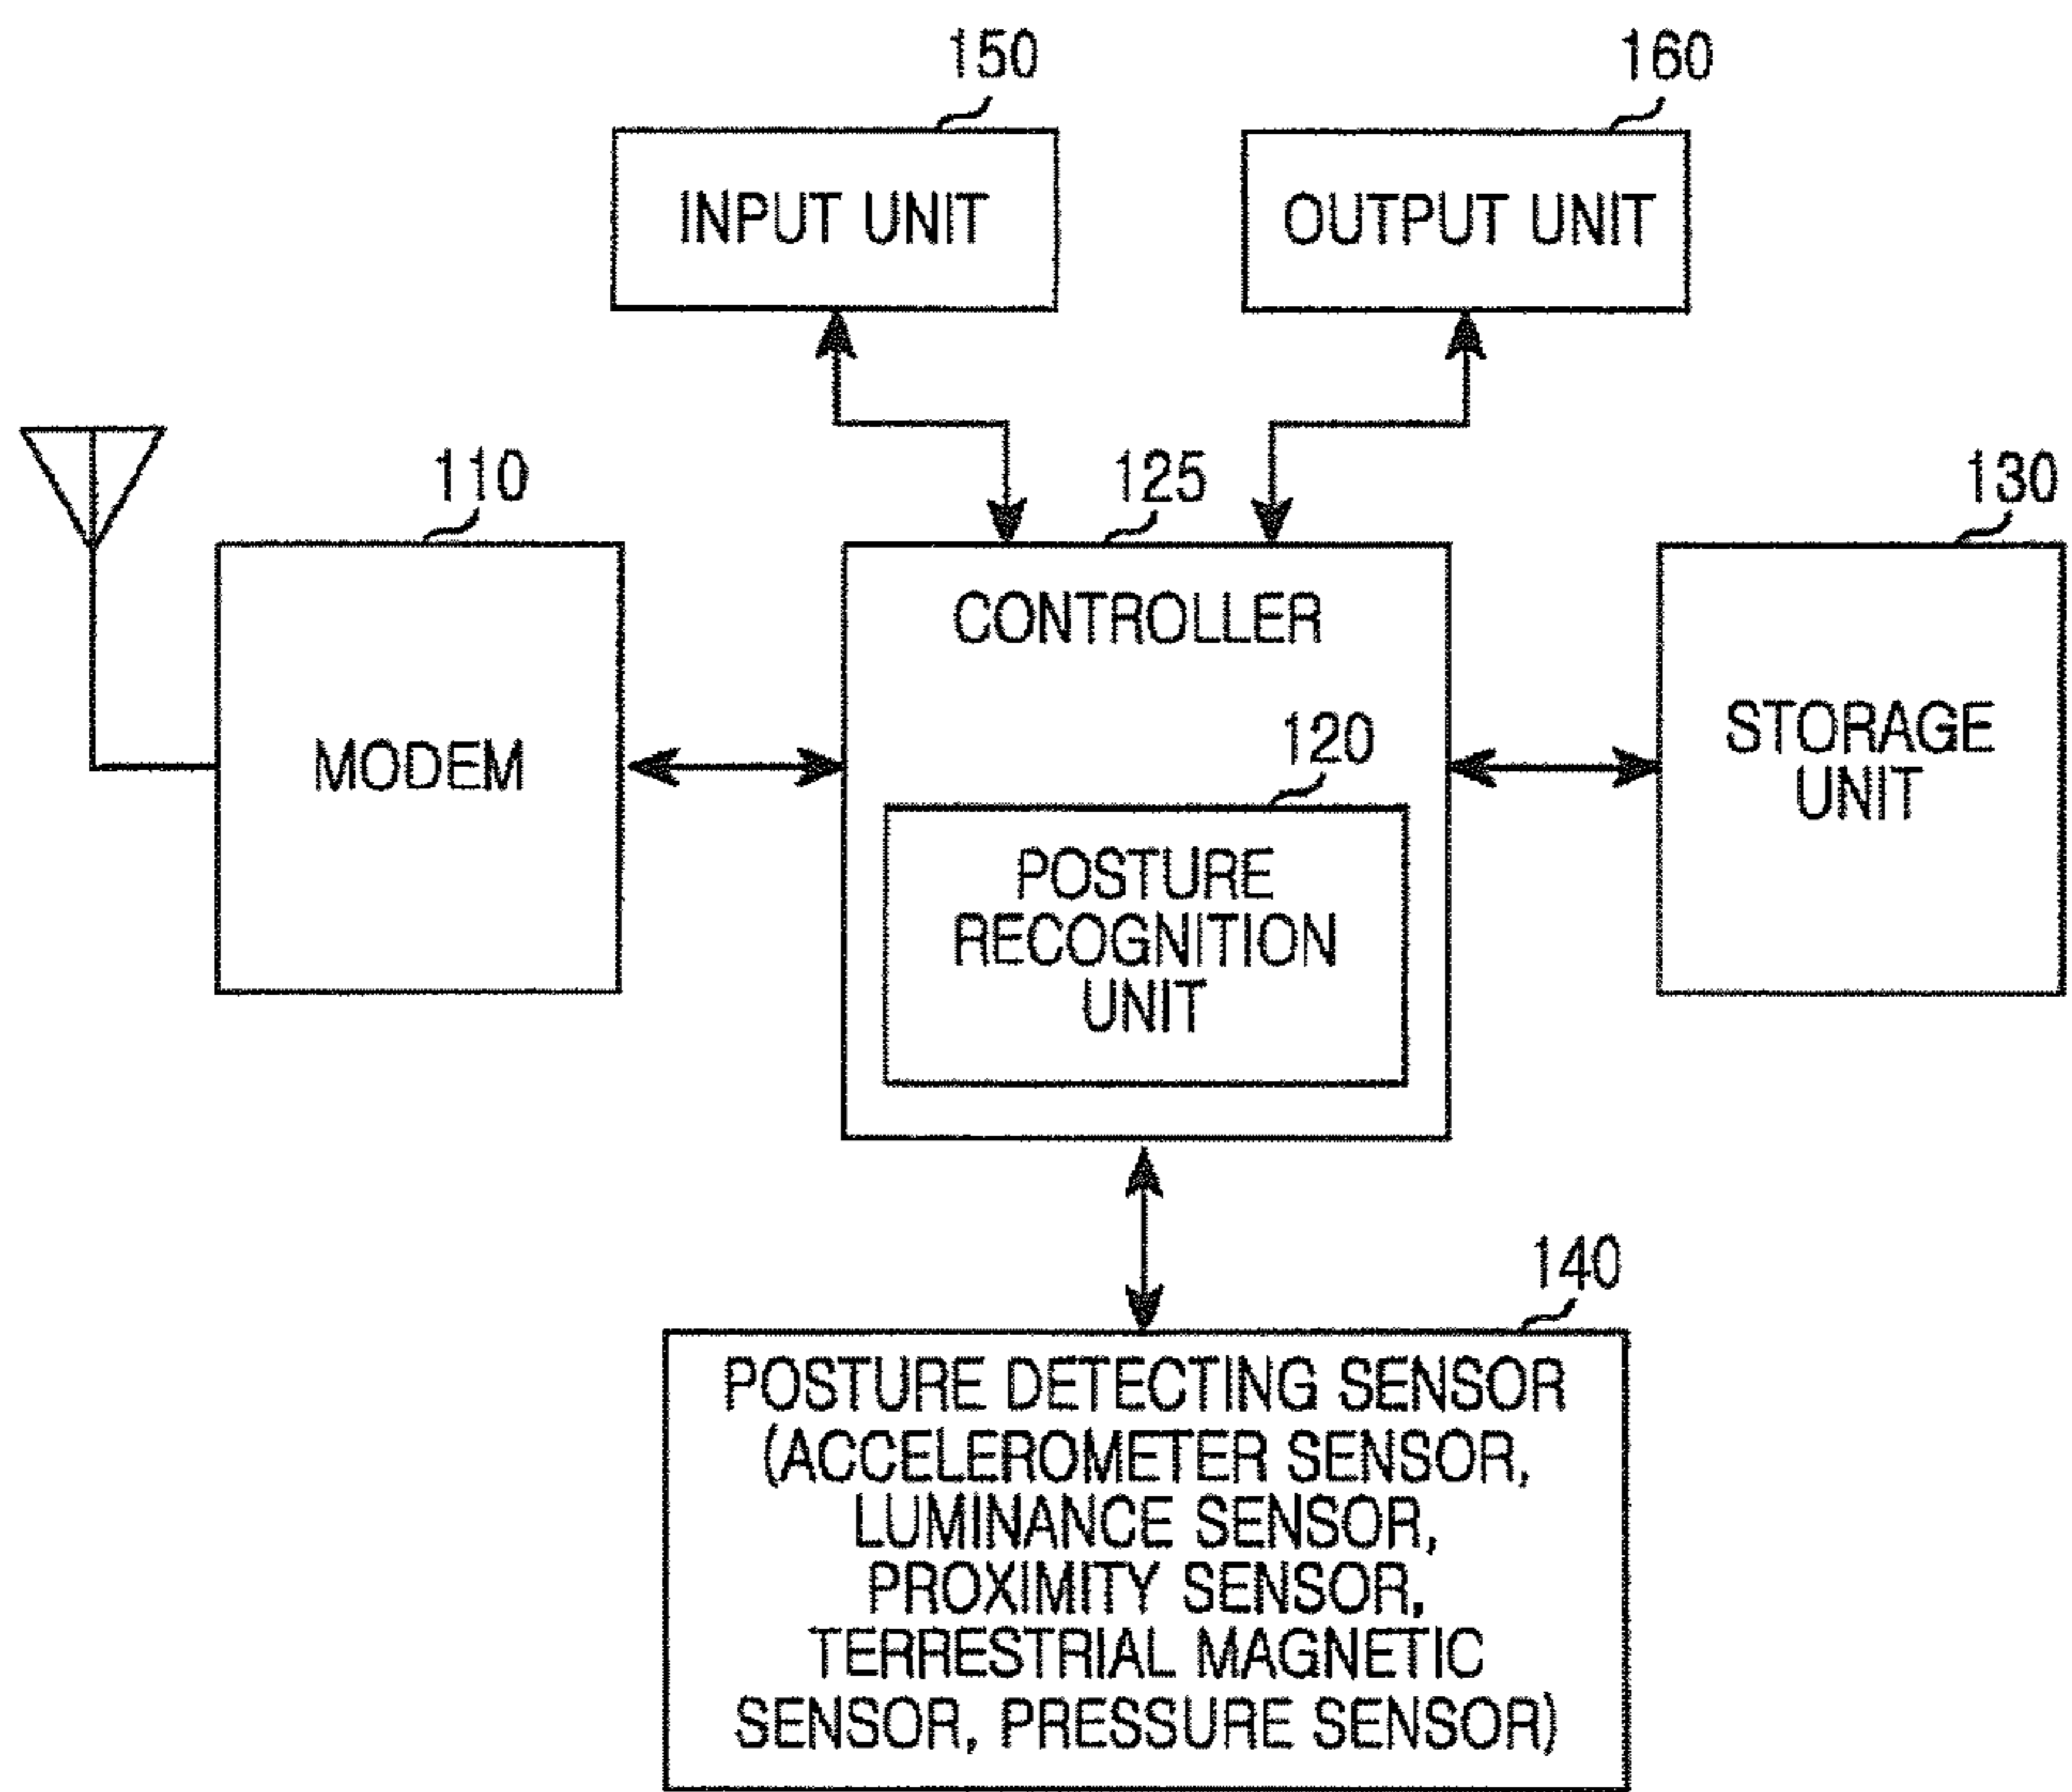 150
160
INPUT UNIT
OUTPUT UNIT
110
125
130
CONTROLLER
MODEM
120
STORAGE
UNIT
POSTURE
RECOGNITION
UNIT
140
POSTURE DETECTING SENSOR
(ACCELEROMETER SENSOR,
LUMINANCE SENSOR,
PROXIMITY SENSOR,
TERRESTRIAL MAGNETIC
SENSOR, PRESSURE SENSOR)